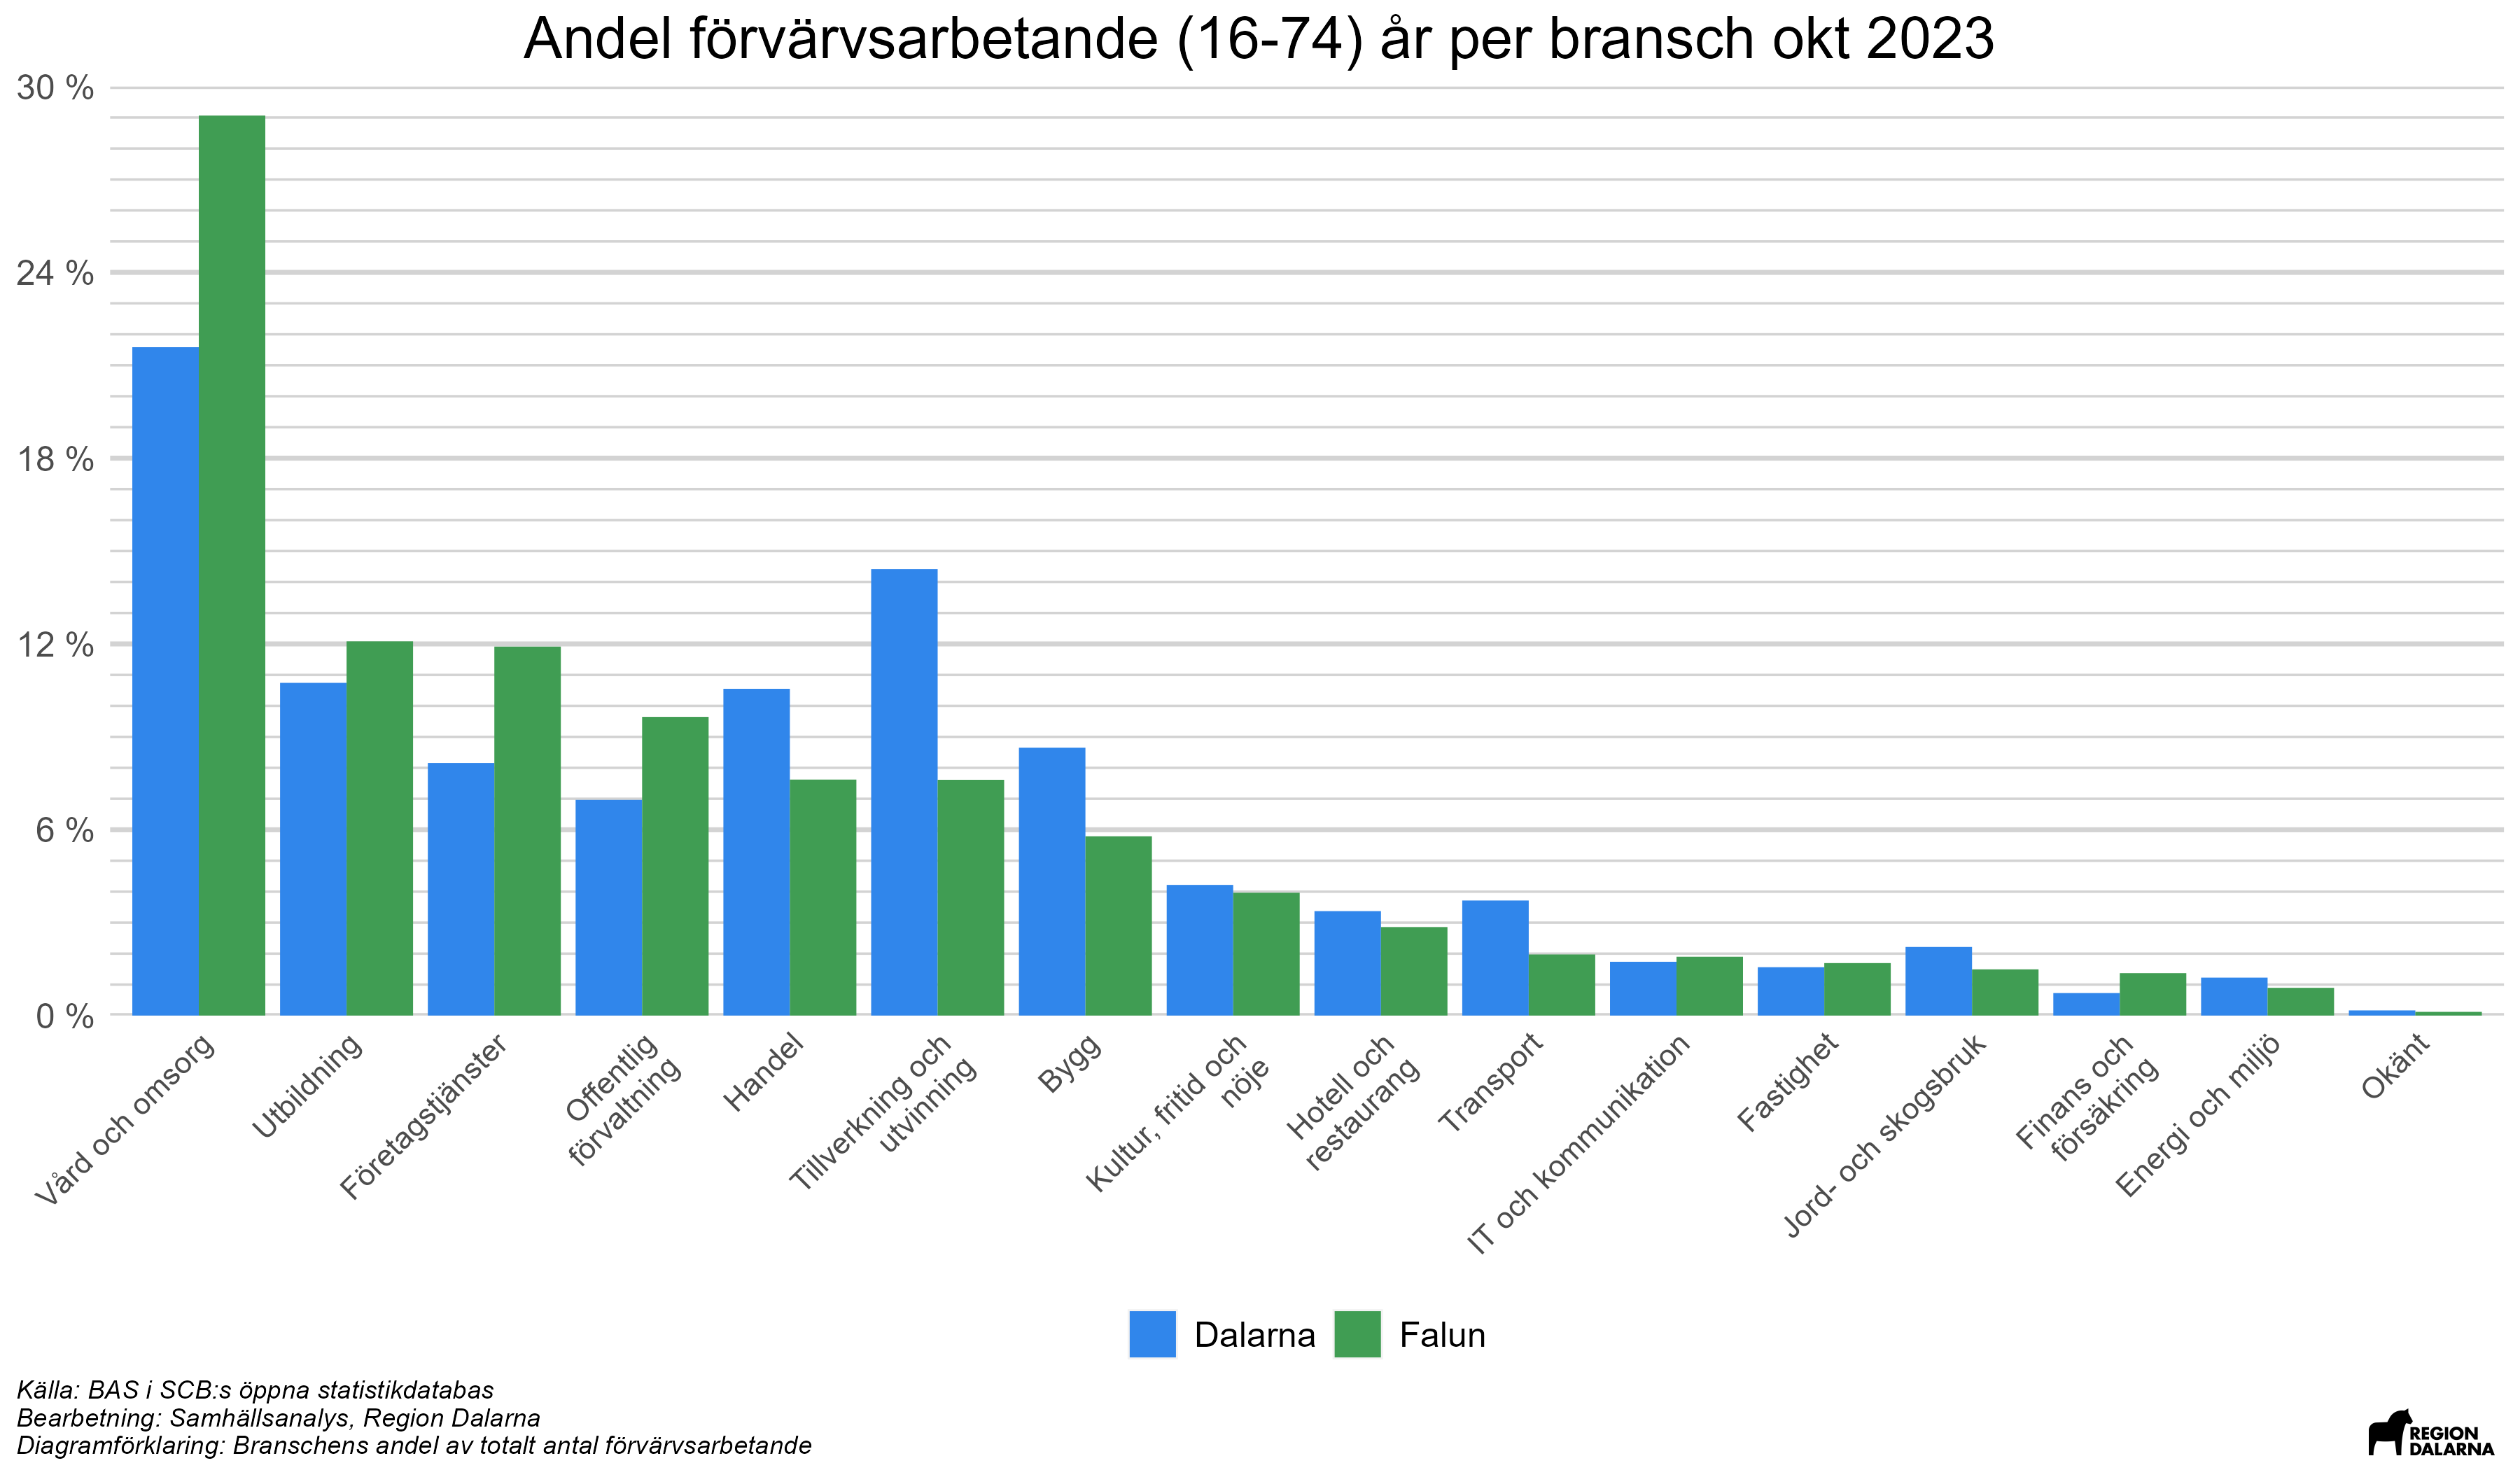 Andel förvärvsarbetande (16-74) år per bransch okt 2023
30 %
24 %
18 %
12 %
6 %
0 %
Vård och omsorg
Utbildning
Företagstjänster
Offentlig
förvaltning
Handel
Tillverkning och
utvinning
Bygg
Kultur, fritid och
nöje
Hotell och
restaurang
Transport
IT och kommunikation
Fastighet
Jord- och skogsbruk
Finans och
försäkring
Energi och miljö
Okänt
Dalarna
Falun
Källa: BAS i SCB:s öppna statistikdatabas
Bearbetning: Samhällsanalys, Region Dalarna
Diagramförklaring: Branschens andel av totalt antal förvärvsarbetande
REGION
DALARNA